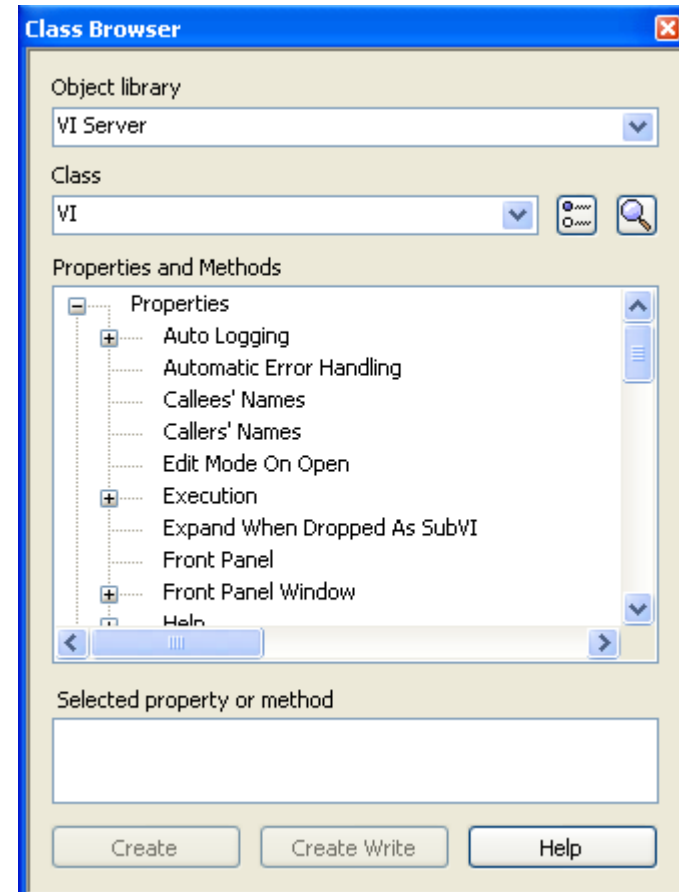 Class Browser
Object library
VI Server
Class
VI
Properties and Methods
Properties
Auto Logging
Automatic Error Handling
Callees' Names
Callers' Names
Edit Mode On Open
Execution
Expand When Dropped As SubVI
Front Panel
Front Panel Window
Help
Selected property or method
Create Create Write Help